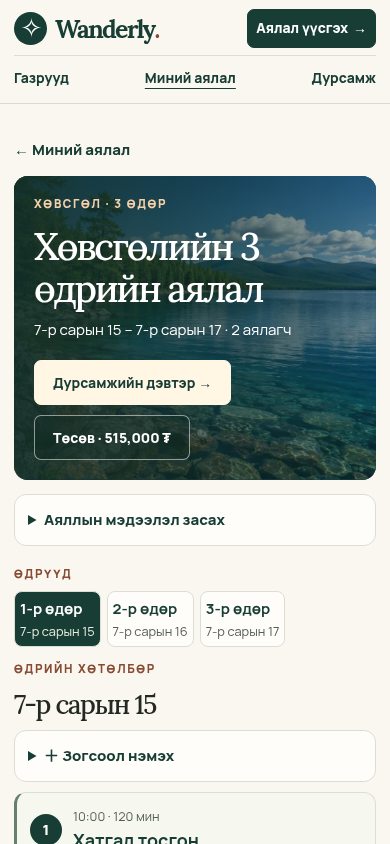 Wanderly.
Аялал үүсгэх →
Газрууд Миний аялал Дурсамж
← Миний аялал
ХӨВСГӨЛ · 3 ӨДӨР
Хөвсгөлийн 3
өдрийн аялал
7-р сарын 15 – 7-р сарын 17 · 2 аялагч
Дурсамжийн дэвтэр →
Төсөв · 515,000 ₮
▶ Аяллын мэдээлэл засах
ӨДРҮҮД
1-р өдөр 2-р өдөр 3-р өдөр
7-р сарын 15 7-р сарын 16 7-р сарын 17
ӨДРИЙН ХӨТӨЛБӨР
7-р сарын 15
▶ + Зогсоол нэмэх
10:00 · 120 мин
1 Хатгал тосгон